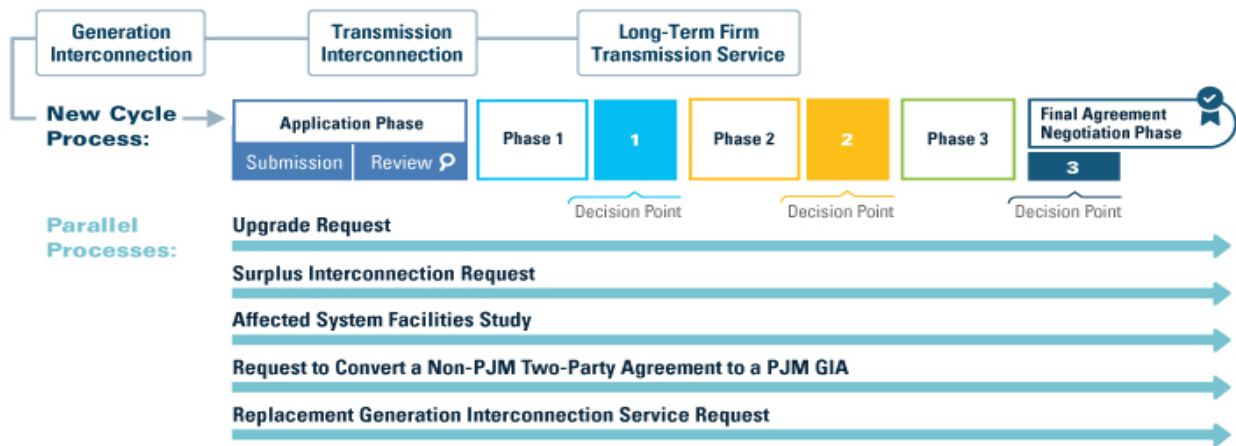 Generation
Interconnection
Transmission
Interconnection
Long-Term Firm
Transmission Service
New Cycle
Process:
Application Phase
Submission
Review
Phase 1
1
Phase 2
2
Phase 3
Final Agreement
Negotiation Phase
3
Decision Point
Decision Point
Decision Point
Parallel
Processes:
Upgrade Request
Surplus Interconnection Request
Affected System Facilities Study
Request to Convert a Non-PJM Two-Party Agreement to a PJM GIA
Replacement Generation Interconnection Service Request